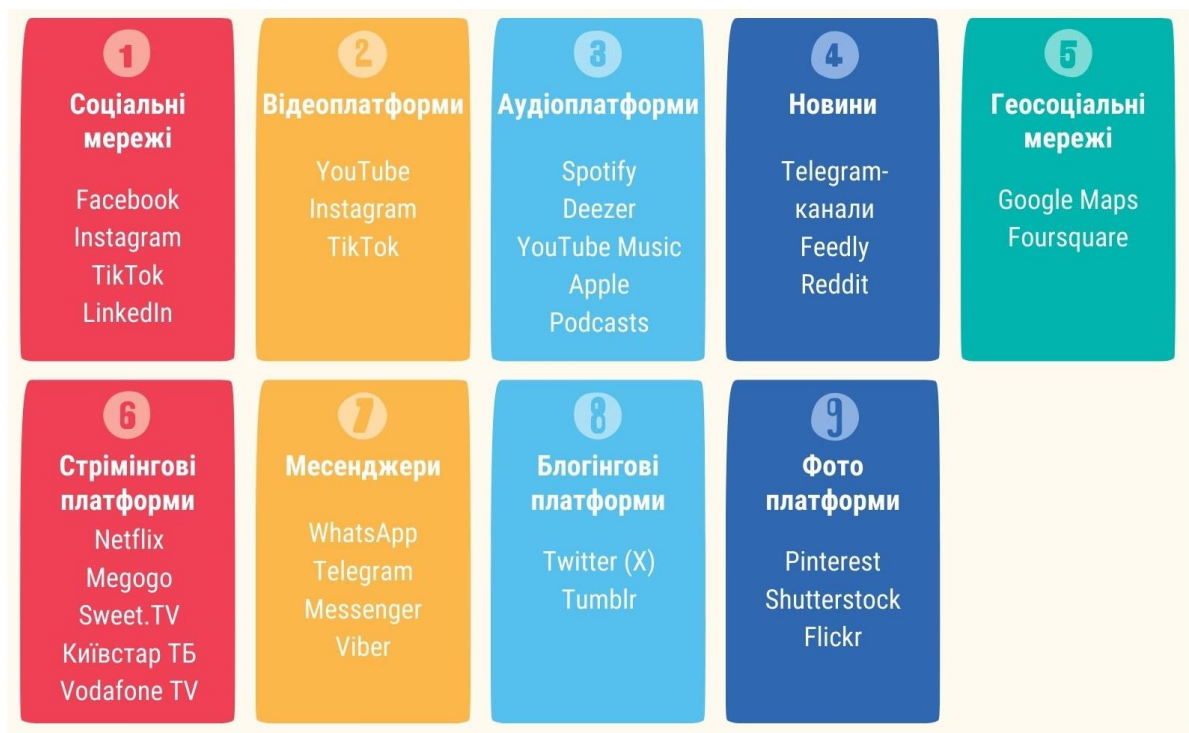 1
Соціальні
мережі
Facebook
Instagram
TikTok
LinkedIn
2
Відеоплатформи
YouTube
Instagram
TikTok
3
Аудіоплатформи
Spotify
Deezer
YouTube Music
Apple
Podcasts
4
Новини
Telegram-
канали
Feedly
Reddit
5
Геосоціальні
мережі
Google Maps
Foursquare
6
Стрімінгові
платформи
Netflix
Megogo
Sweet.TV
Київстар ТБ
Vodafone TV
7
Месенджери
WhatsApp
Telegram
Messenger
Viber
8
Блогінгові
платформи
Twitter (X)
Tumblr
9
Фото
платформи
Pinterest
Shutterstock
Flickr